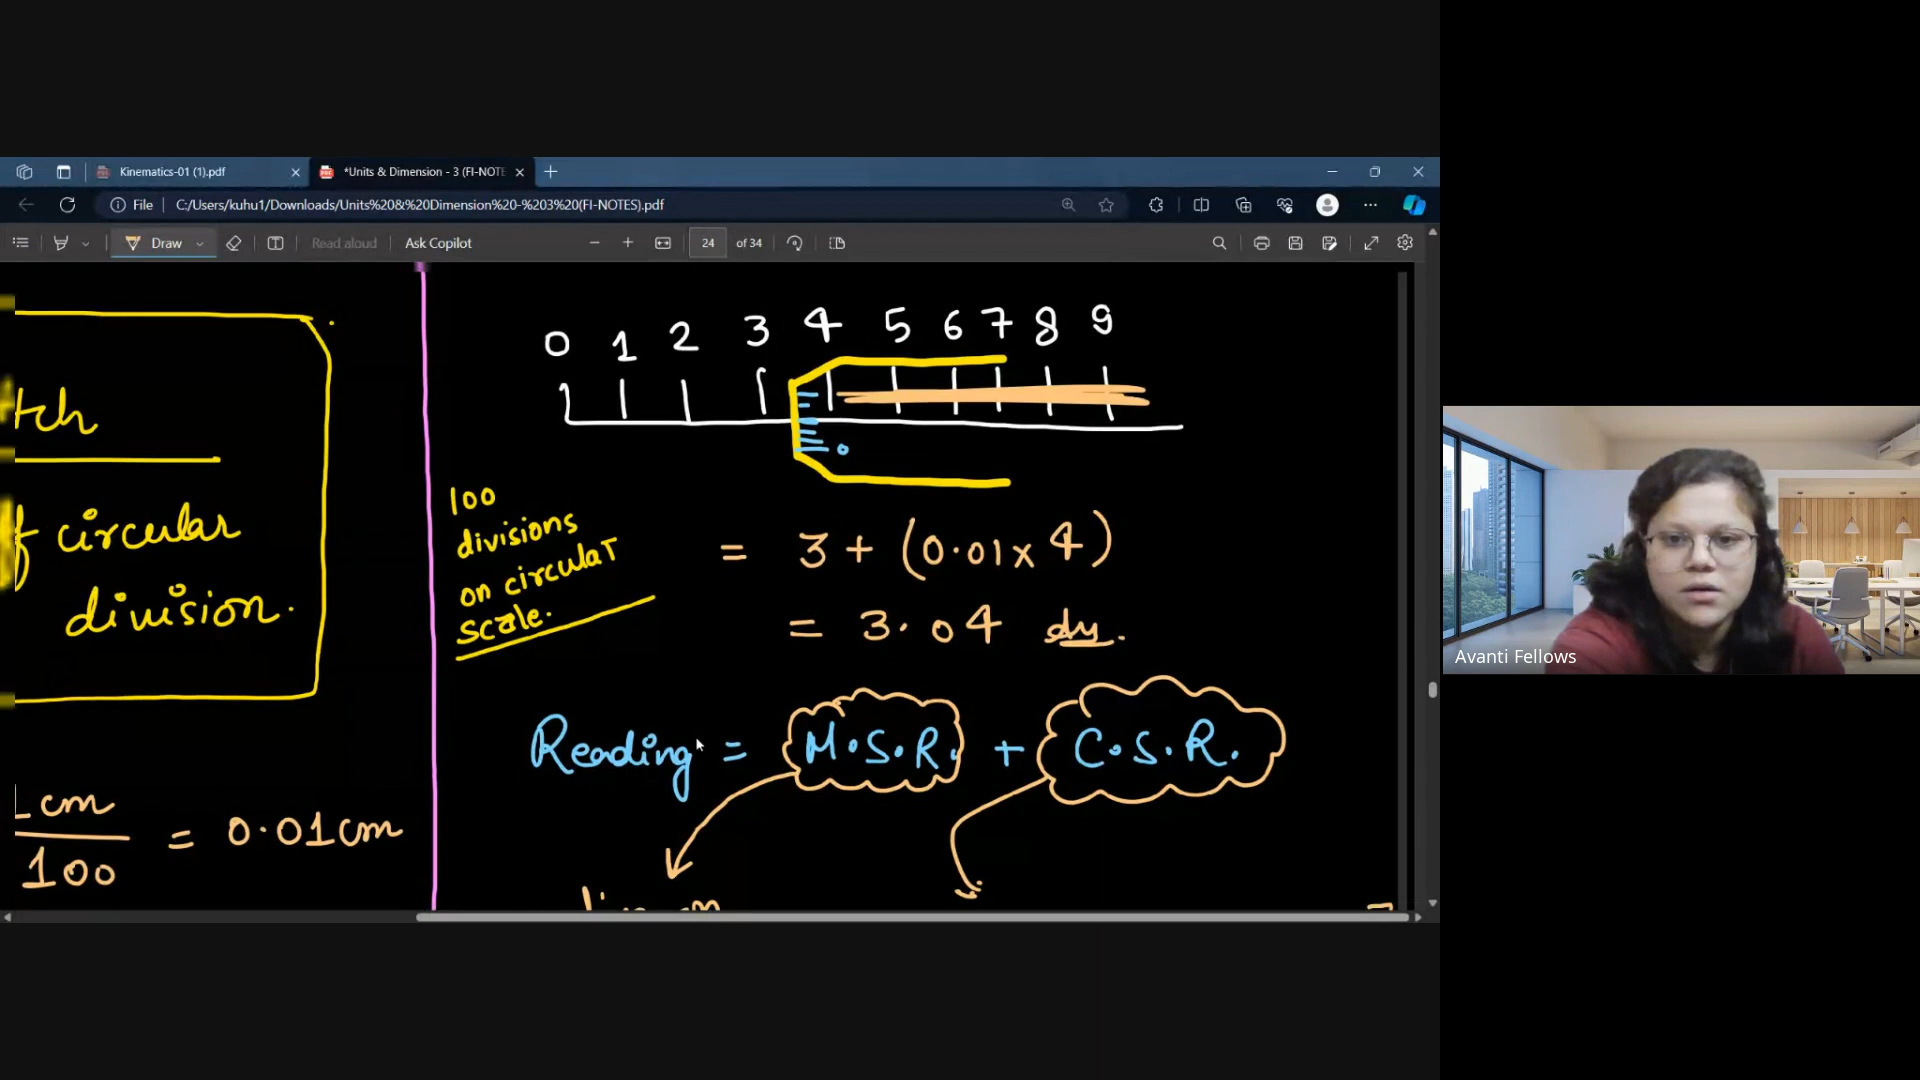 Kinematics-01 (1).pdf
*Units & Dimension - 3 (FI-NOTE
File C:/Users/kuhu1/Downloads/Units%20&%20Dimension%20-%203%20(FI-NOTES).pdf
Draw Read aloud Ask Copilot 24 of 34
0 1 2 3 4 5 6 7 8 9
tch
circular
division.
1 cm
100
= 0.01cm
0
100
divisions
on circular
scale.
= 3 + (0.01x 4)
= 3.04
Reading = M.S.R. + C.S.R.
Avanti Fellows